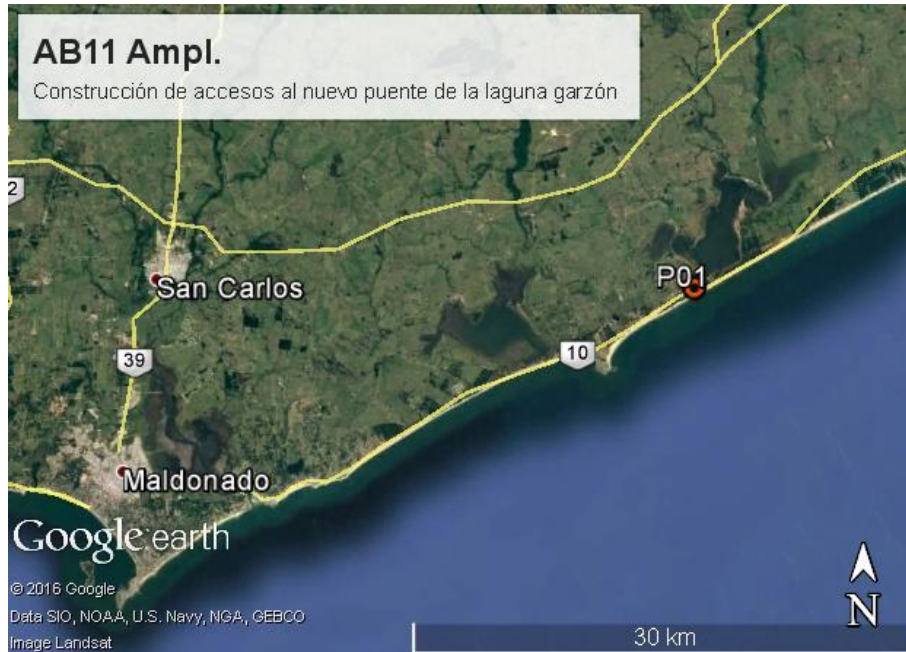 AB11 Ampl.
Construcción de accesos al nuevo puente de la laguna garzón
2
San Carlos
P01
39
10
Maldonado
Google earth
© 2016 Google
Data SIO, NOAA, U.S. Navy, NGA, GEBCO
Image Landsat
N
30 km